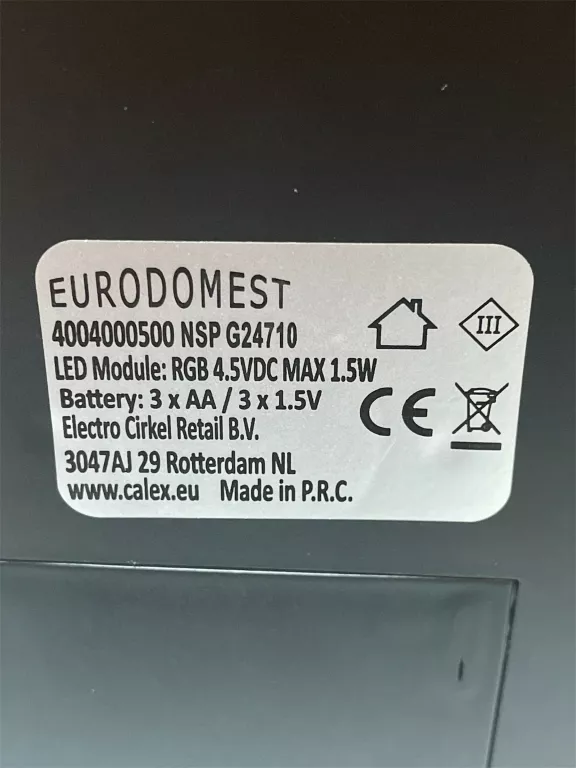 EURODOMEST
4004000500 NSP G24710
LED Module: RGB 4.5VDC MAX 1.5W
Battery: 3 x AA / 3 x 1.5V
Electro Cirkel Retail B.V.
3047AJ 29 Rotterdam NL
www.calex.eu Made in P.R.C.
III
CE